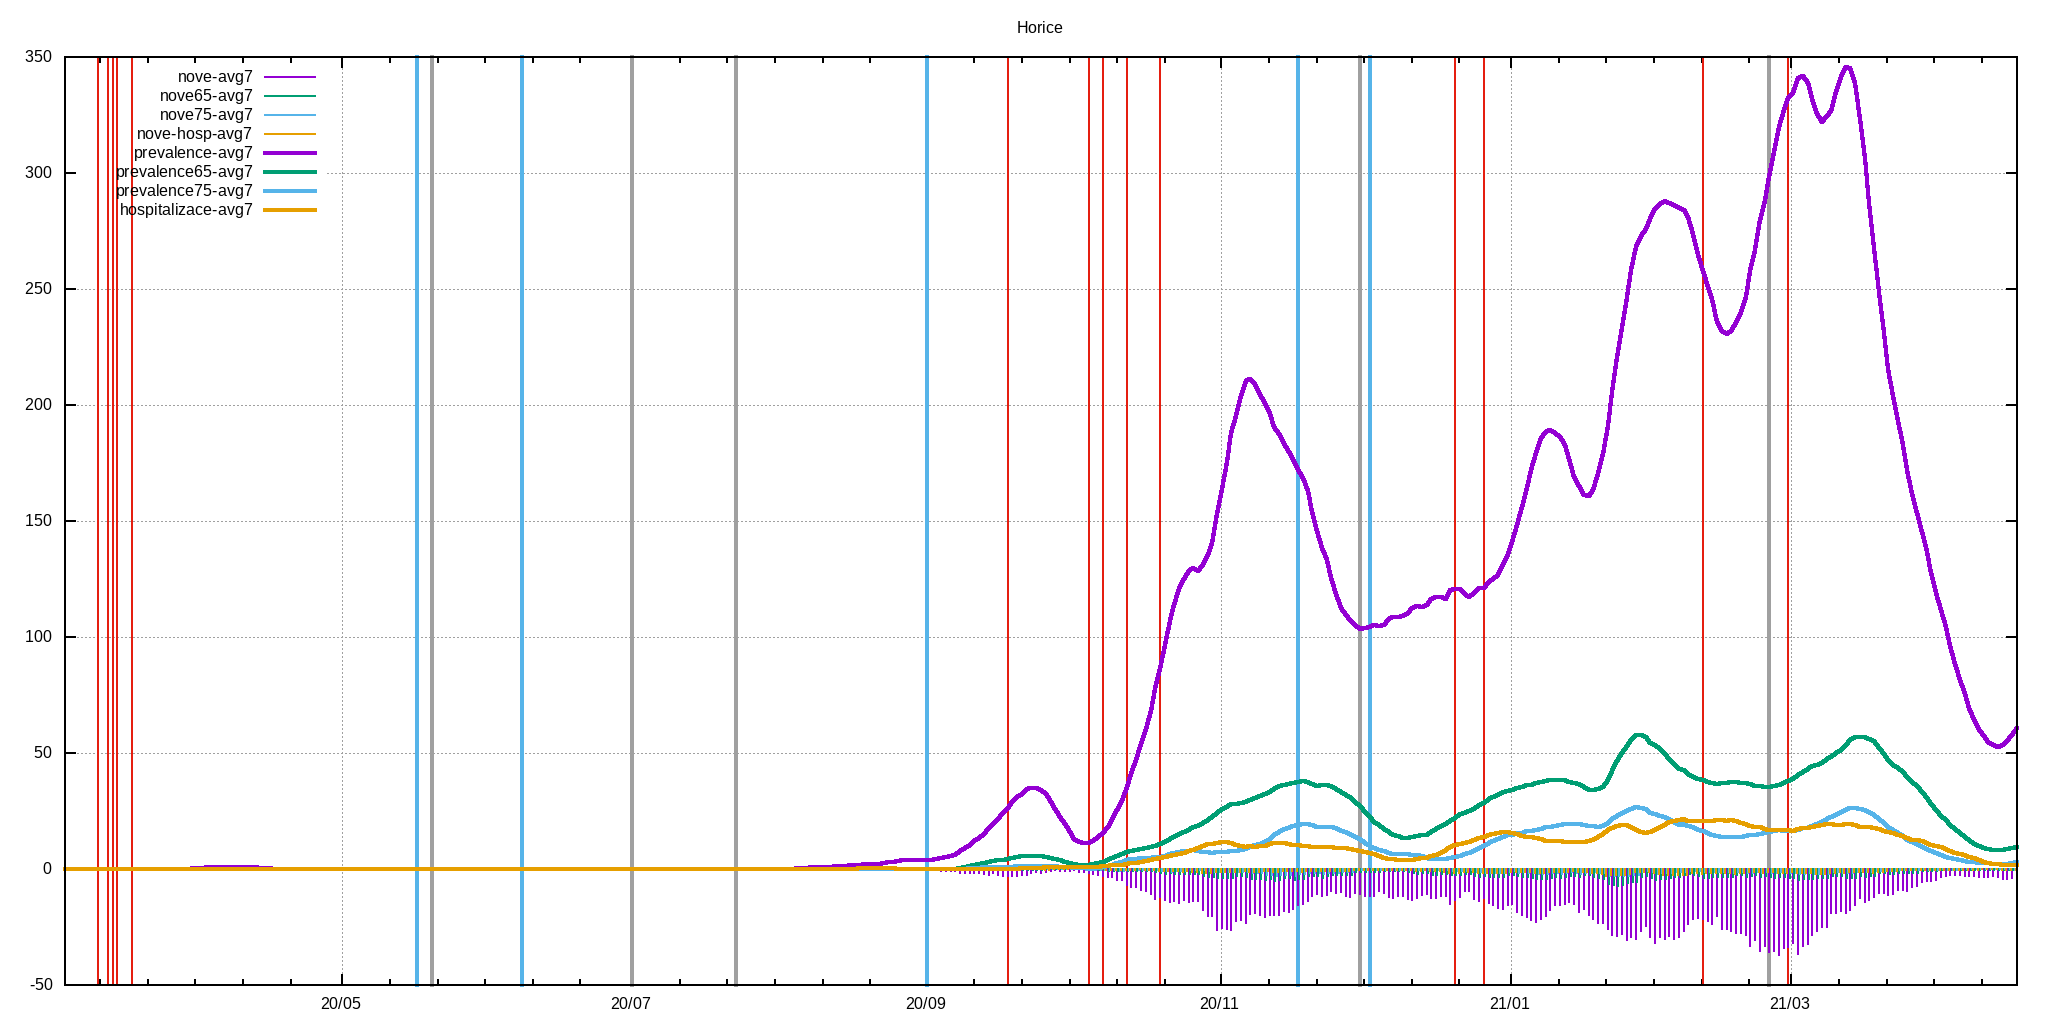 Horice
350
300
250
200
150
100
50
0
-50
nove-avg7
nove65-avg7
nove75-avg7
nove-hosp-avg7
prevalence-avg7
prevalence65-avg7
prevalence75-avg7
hospitalizace-avg7
20/05
20/07
20/09
20/11
21/01
21/03